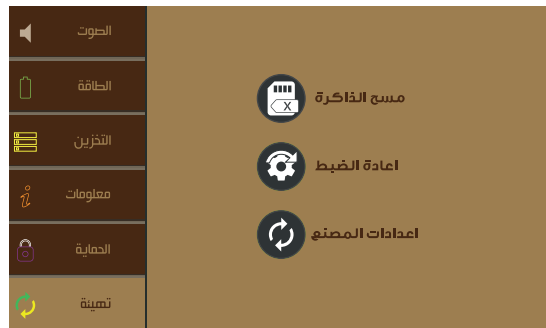 الصوت
الطاقة
التخزين
معلومات
الحماية
تهيئة
مسح الذاكرة
اعادة الضبط
اعدادات المصنع